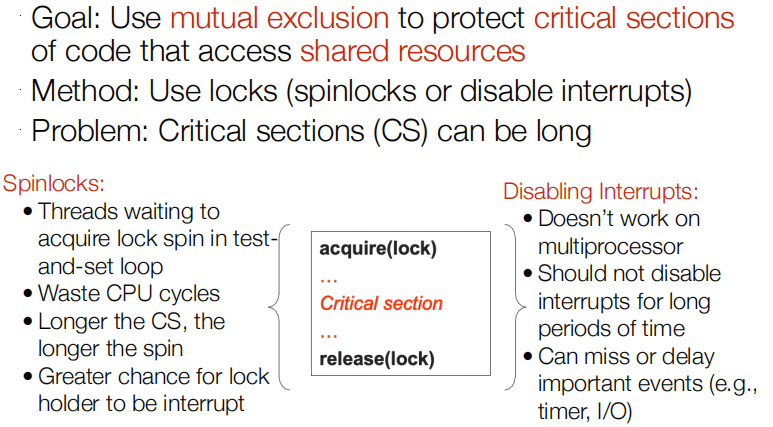 · Goal: Use mutual exclusion to protect critical sections
of code that access shared resources
· Method: Use locks (spinlocks or disable interrupts)
· Problem: Critical sections (CS) can be long
Spinlocks:
• Threads waiting to
acquire lock spin in test-
and-set loop
• Waste CPU cycles
• Longer the CS, the
longer the spin
• Greater chance for lock
holder to be interrupt
acquire(lock)
...
Critical section
...
release(lock)
Disabling Interrupts:
• Doesn't work on
multiprocessor
• Should not disable
interrupts for long
periods of time
• Can miss or delay
important events (e.g.,
timer, I/O)